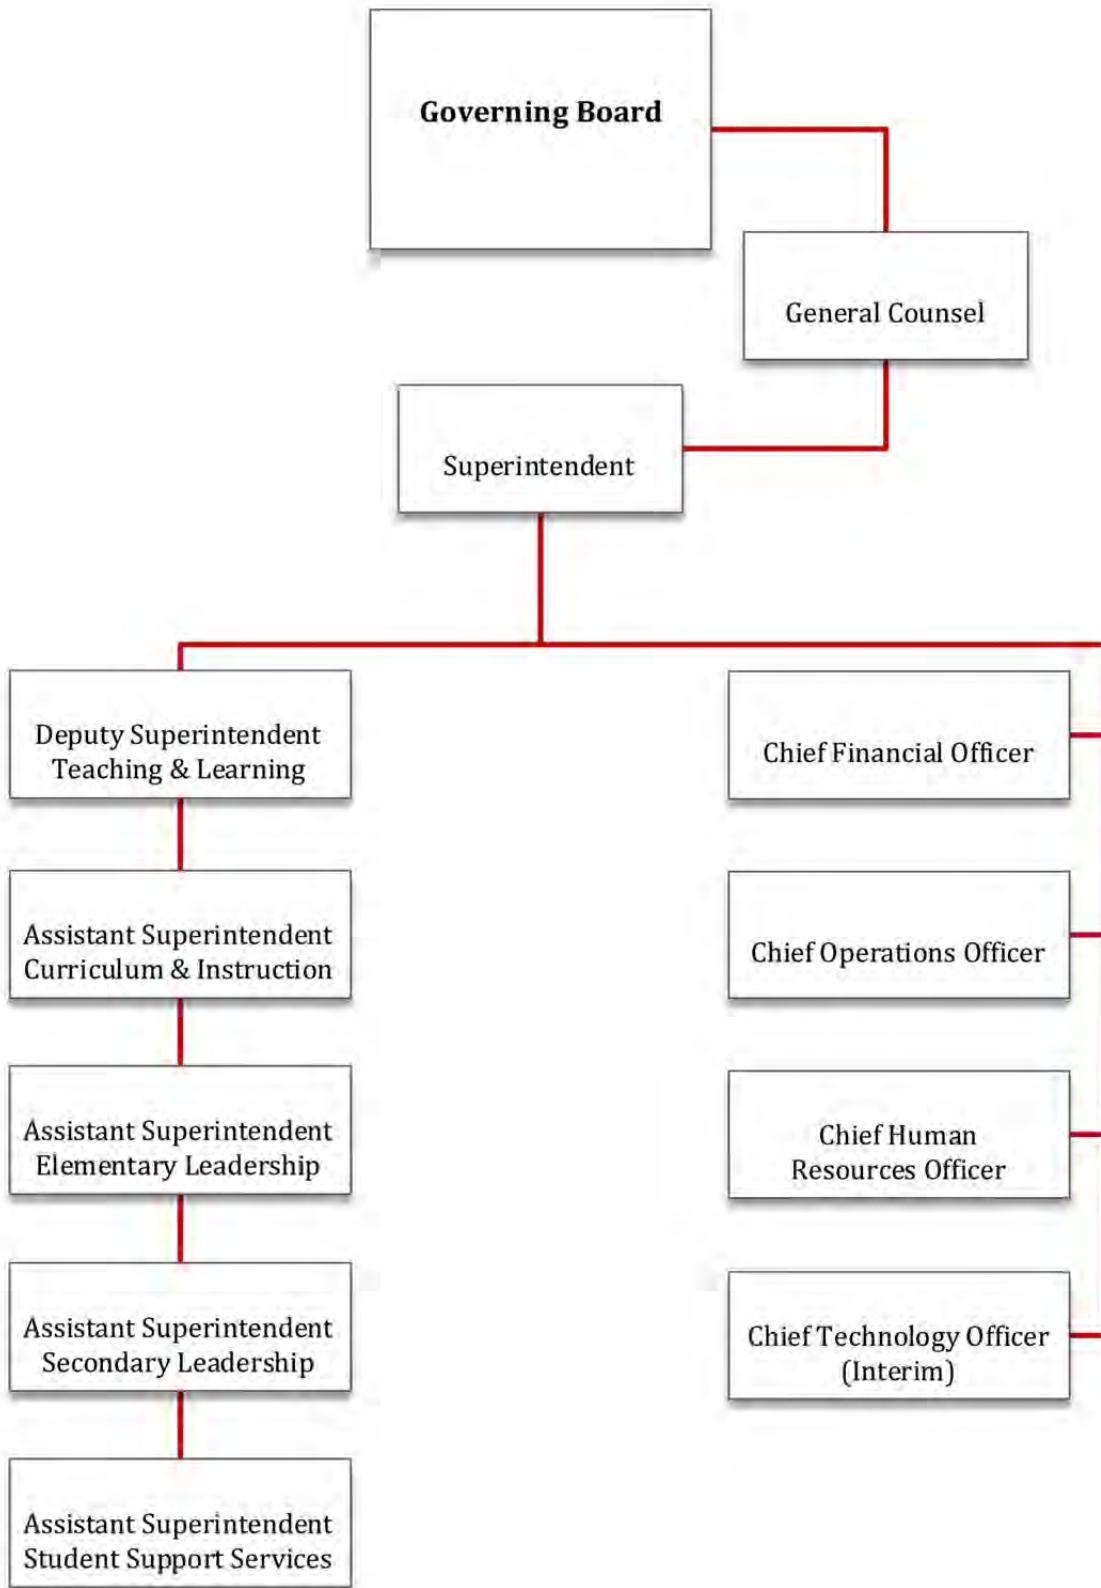 Governing Board
General Counsel
Superintendent
Deputy Superintendent
Teaching & Learning
Assistant Superintendent
Curriculum & Instruction
Assistant Superintendent
Elementary Leadership
Assistant Superintendent
Secondary Leadership
Assistant Superintendent
Student Support Services
Chief Financial Officer
Chief Operations Officer
Chief Human
Resources Officer
Chief Technology Officer
(Interim)